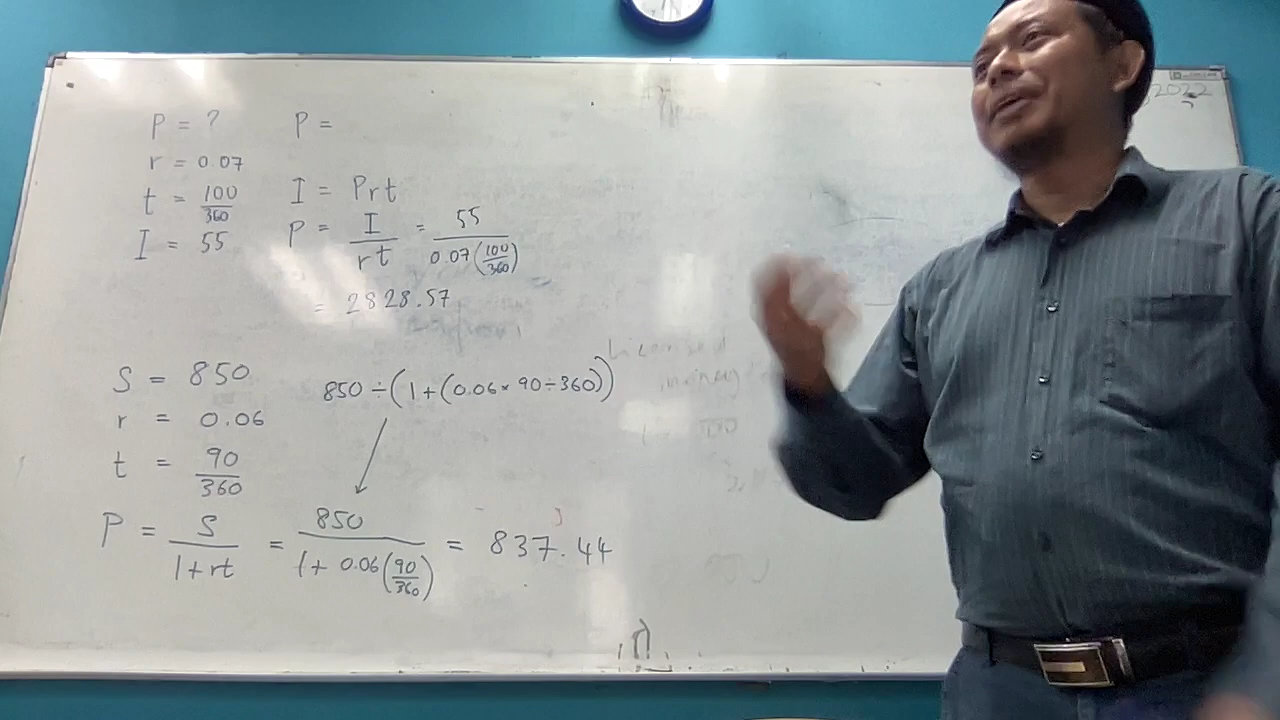 P = ?
r = 0.07
t = 100/360
I = 55
P =
I = Prt
P = I/rt = 55/0.07(100/360)
= 2828.57
S = 850
r = 0.06
t = 90/360
850 ÷ (1 + (0.06 × 90 ÷ 360))
P = S/1+rt = 850/1 + 0.06(90/360) = 837.44
2022